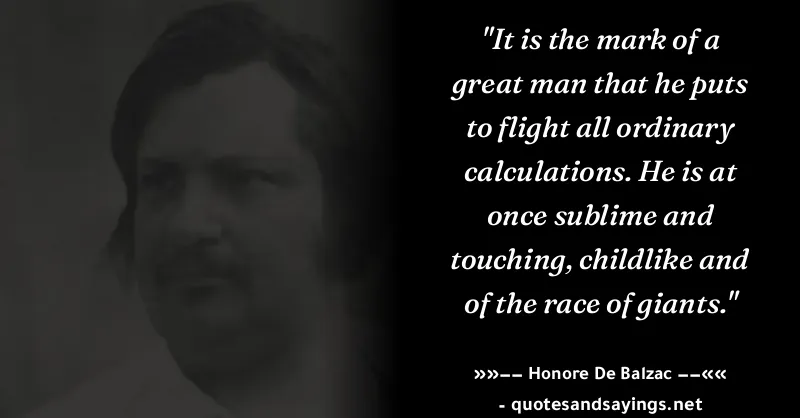 "It is the mark of a
great man that he puts
to flight all ordinary
calculations. He is at
once sublime and
touching, childlike and
of the race of giants."
»»−− Honore De Balzac −−««
- quotesandsayings.net